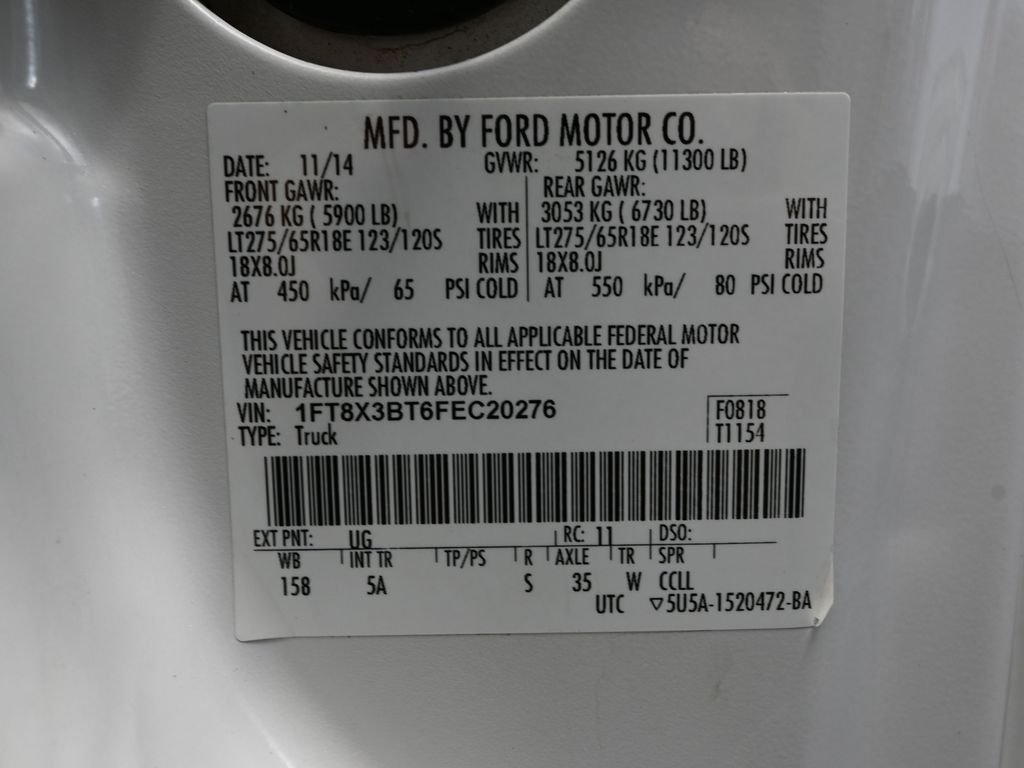 MFD. BY FORD MOTOR CO.
DATE: 11/14 GVWR: 5126 KG (11300 LB)
FRONT GAWR: REAR GAWR:
2676 KG ( 5900 LB) WITH 3053 KG ( 6730 LB) WITH
LT275/65R18E 123/120S TIRES LT275/65R18E 123/120S TIRES
18X8.0J RIMS 18X8.0J RIMS
AT 450 kPa/ 65 PSI COLD AT 550 kPa/ 80 PSI COLD
THIS VEHICLE CONFORMS TO ALL APPLICABLE FEDERAL MOTOR
VEHICLE SAFETY STANDARDS IN EFFECT ON THE DATE OF
MANUFACTURE SHOWN ABOVE.
VIN: 1FT8X3BT6FEC20276 F0818
TYPE: Truck T1154
EXT PNT: UG RC: 11 DSO:
WB INT TR TP/PS R AXLE TR SPR
158 5A S 35 W CCLL
UTC ▽5U5A-1520472-BA